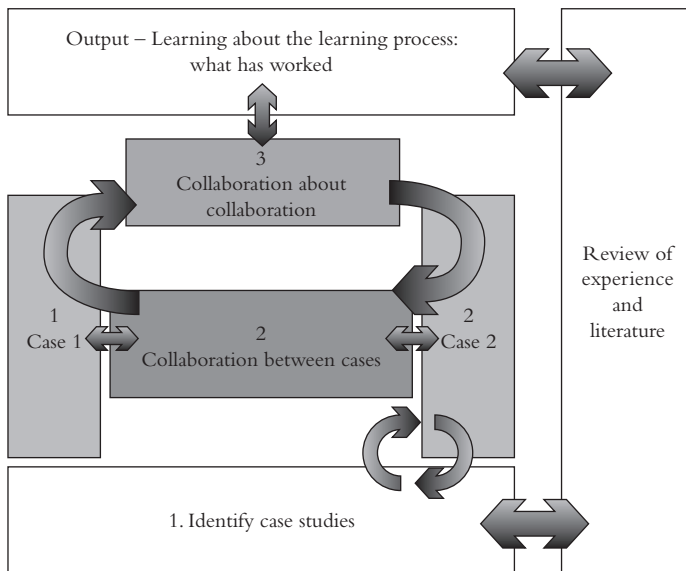 Output – Learning about the learning process:
what has worked
3
Collaboration about
collaboration
1
Case 1
2
Collaboration between cases
2
Case 2
Review of
experience
and
literature
1. Identify case studies